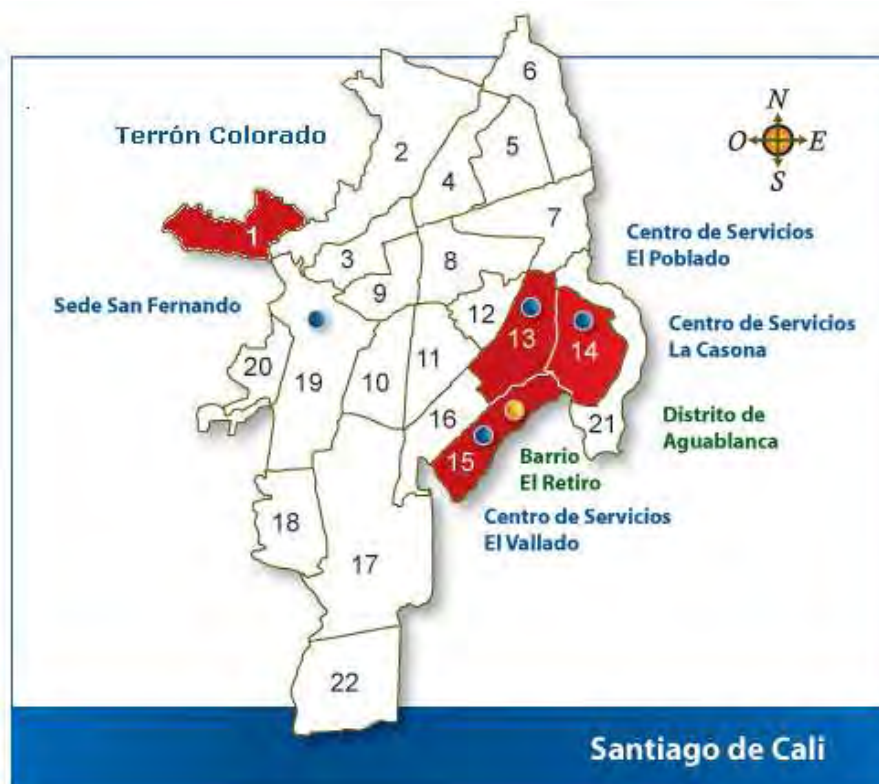 6
N
Terrón Colorado
2
5
O
E
4
S
7
Centro de Servicios
El Poblado
1
3
8
9
Sede San Fernando
12
13
14
Centro de Servicios
La Casona
20
19
10
11
16
21
Distrito de
Aguablanca
15
Barrio
El Retiro
18
Centro de Servicios
El Vallado
17
22
Santiago de Cali